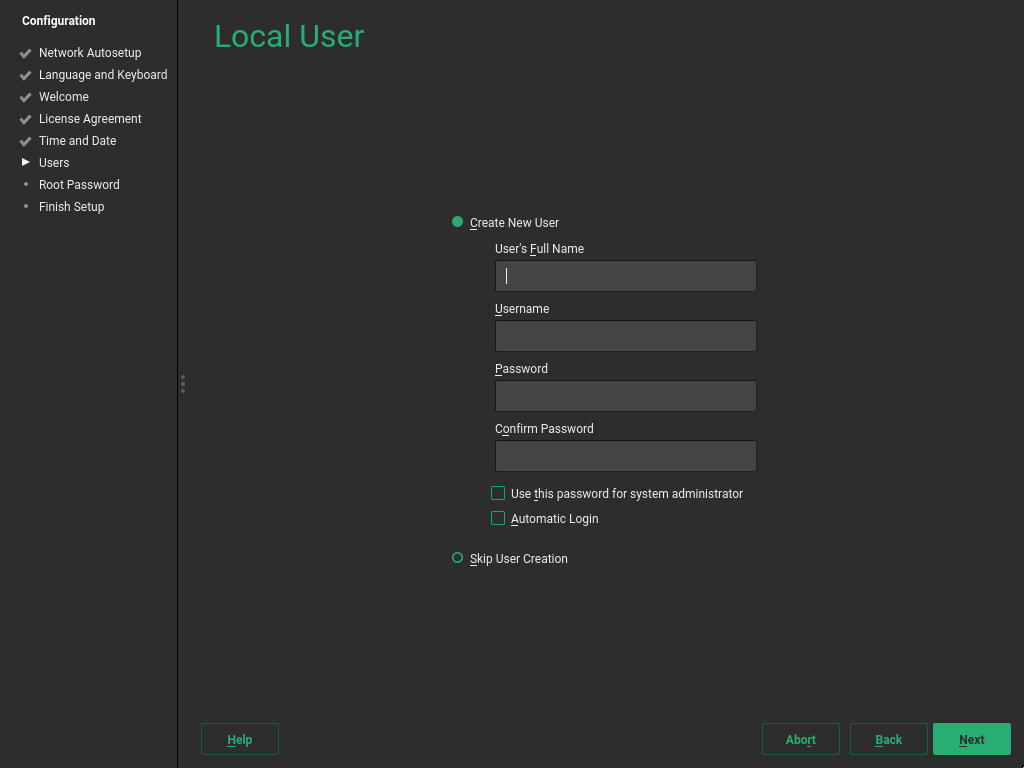 Configuration
Network Autosetup
Language and Keyboard
Welcome
License Agreement
Time and Date
Users
Root Password
Finish Setup
Local User
Create New User
User's Full Name
Username
Password
Confirm Password
Use this password for system administrator
Automatic Login
Skip User Creation
Help
Abort
Back
Next